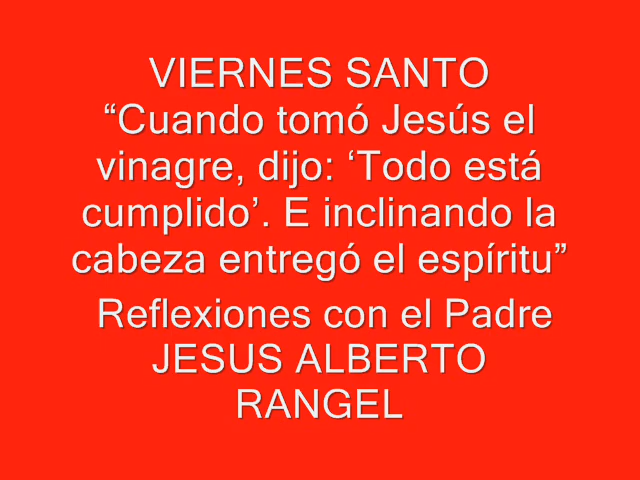 VIERNES SANTO
“Cuando tomó Jesús el
vinagre, dijo: ‘Todo está
cumplido’. E inclinando la
cabeza entregó el espíritu”
Reflexiones con el Padre
JESUS ALBERTO
RANGEL